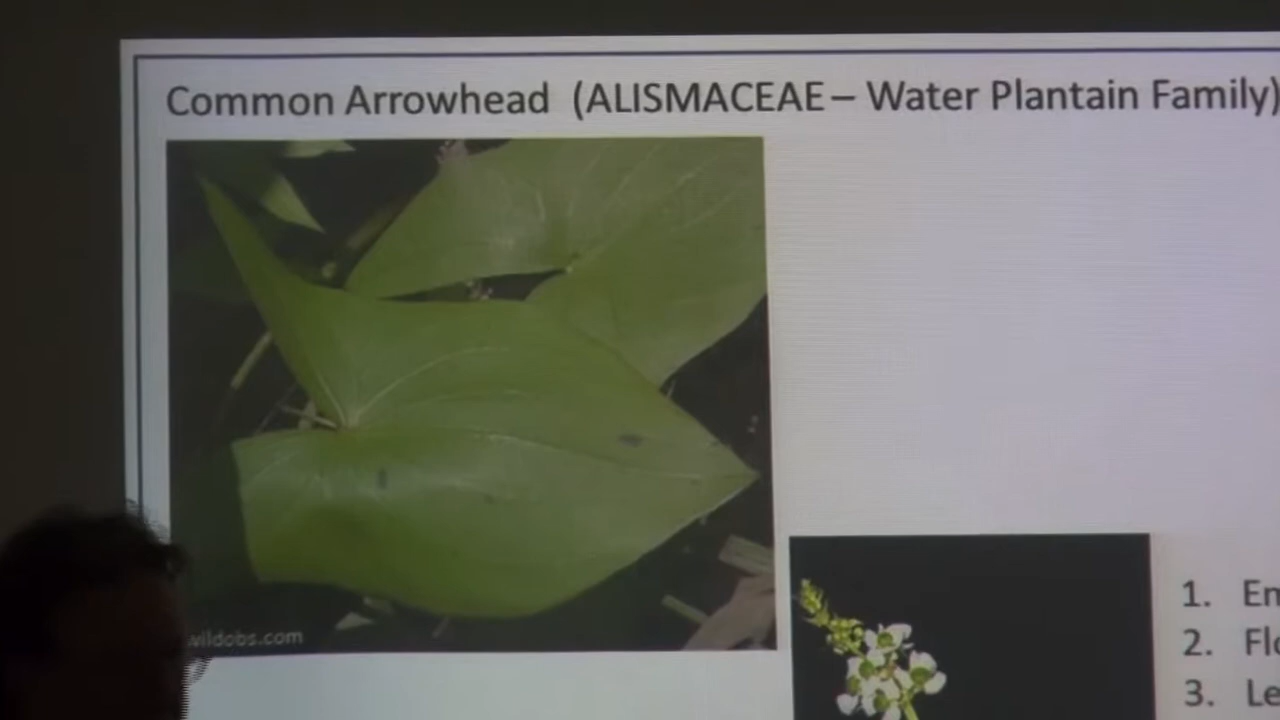 Common Arrowhead (ALISMACEAE – Water Plantain Family)
wildobs.com
1. En
2. Flo
3. Le